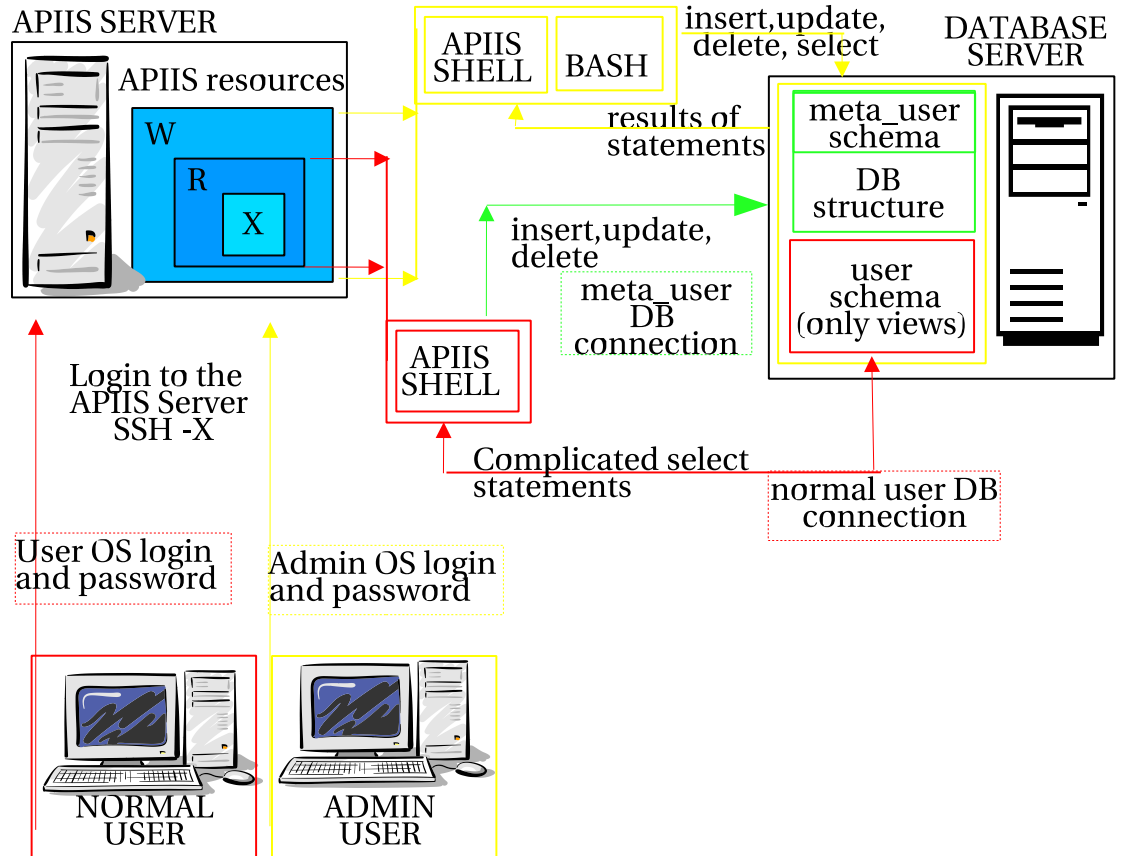 APIIS SERVER
APIIS resources
W
R
X
APIIS
SHELL
BASH
insert,update,
delete, select
results of
statements
DATABASE
SERVER
meta_user
schema
DB
structure
user
schema
(only views)
insert,update,
delete
meta_user
DB
connection
APIIS
SHELL
Login to the
APIIS Server
SSH -X
Complicated select
statements
normal user DB
connection
User OS login
and password
Admin OS login
and password
NORMAL
USER
ADMIN
USER